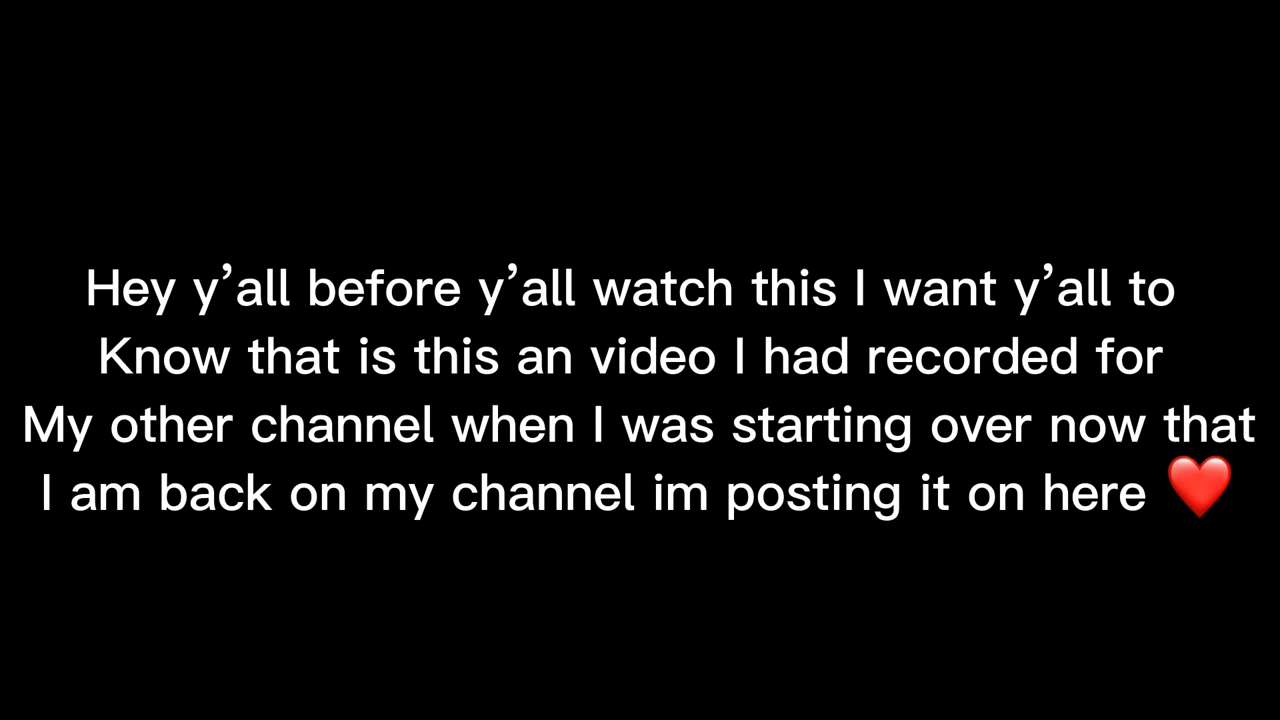 Hey y’all before y’all watch this I want y’all to
Know that is this an video I had recorded for
My other channel when I was starting over now that
I am back on my channel im posting it on here ❤️